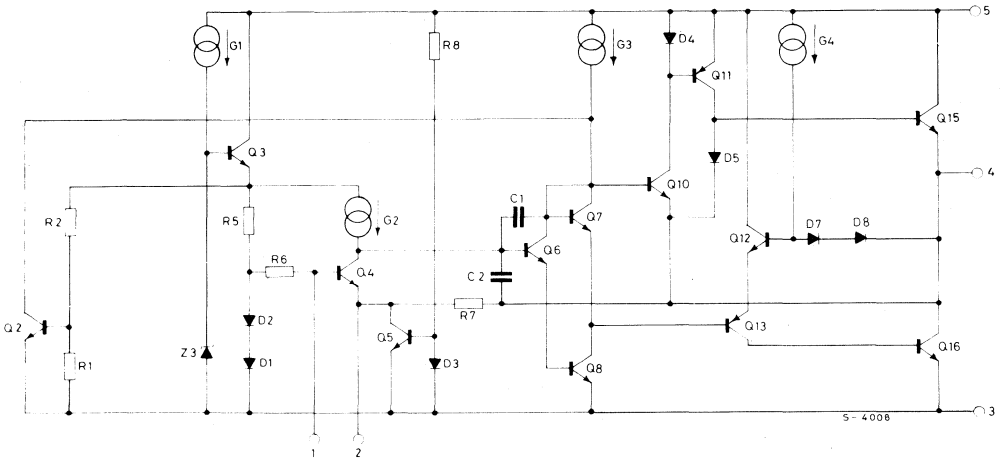 5
G1
R8
G3
D4
G4
Q11
Q15
Q3
D5
4
Q10
R2
R5
G2
C1
Q7
Q12
D7
D8
Q6
R6
Q4
C2
R7
Q2
D2
Q5
Q13
Z3
R1
D1
D3
Q8
Q16
3
S-4008
1
2